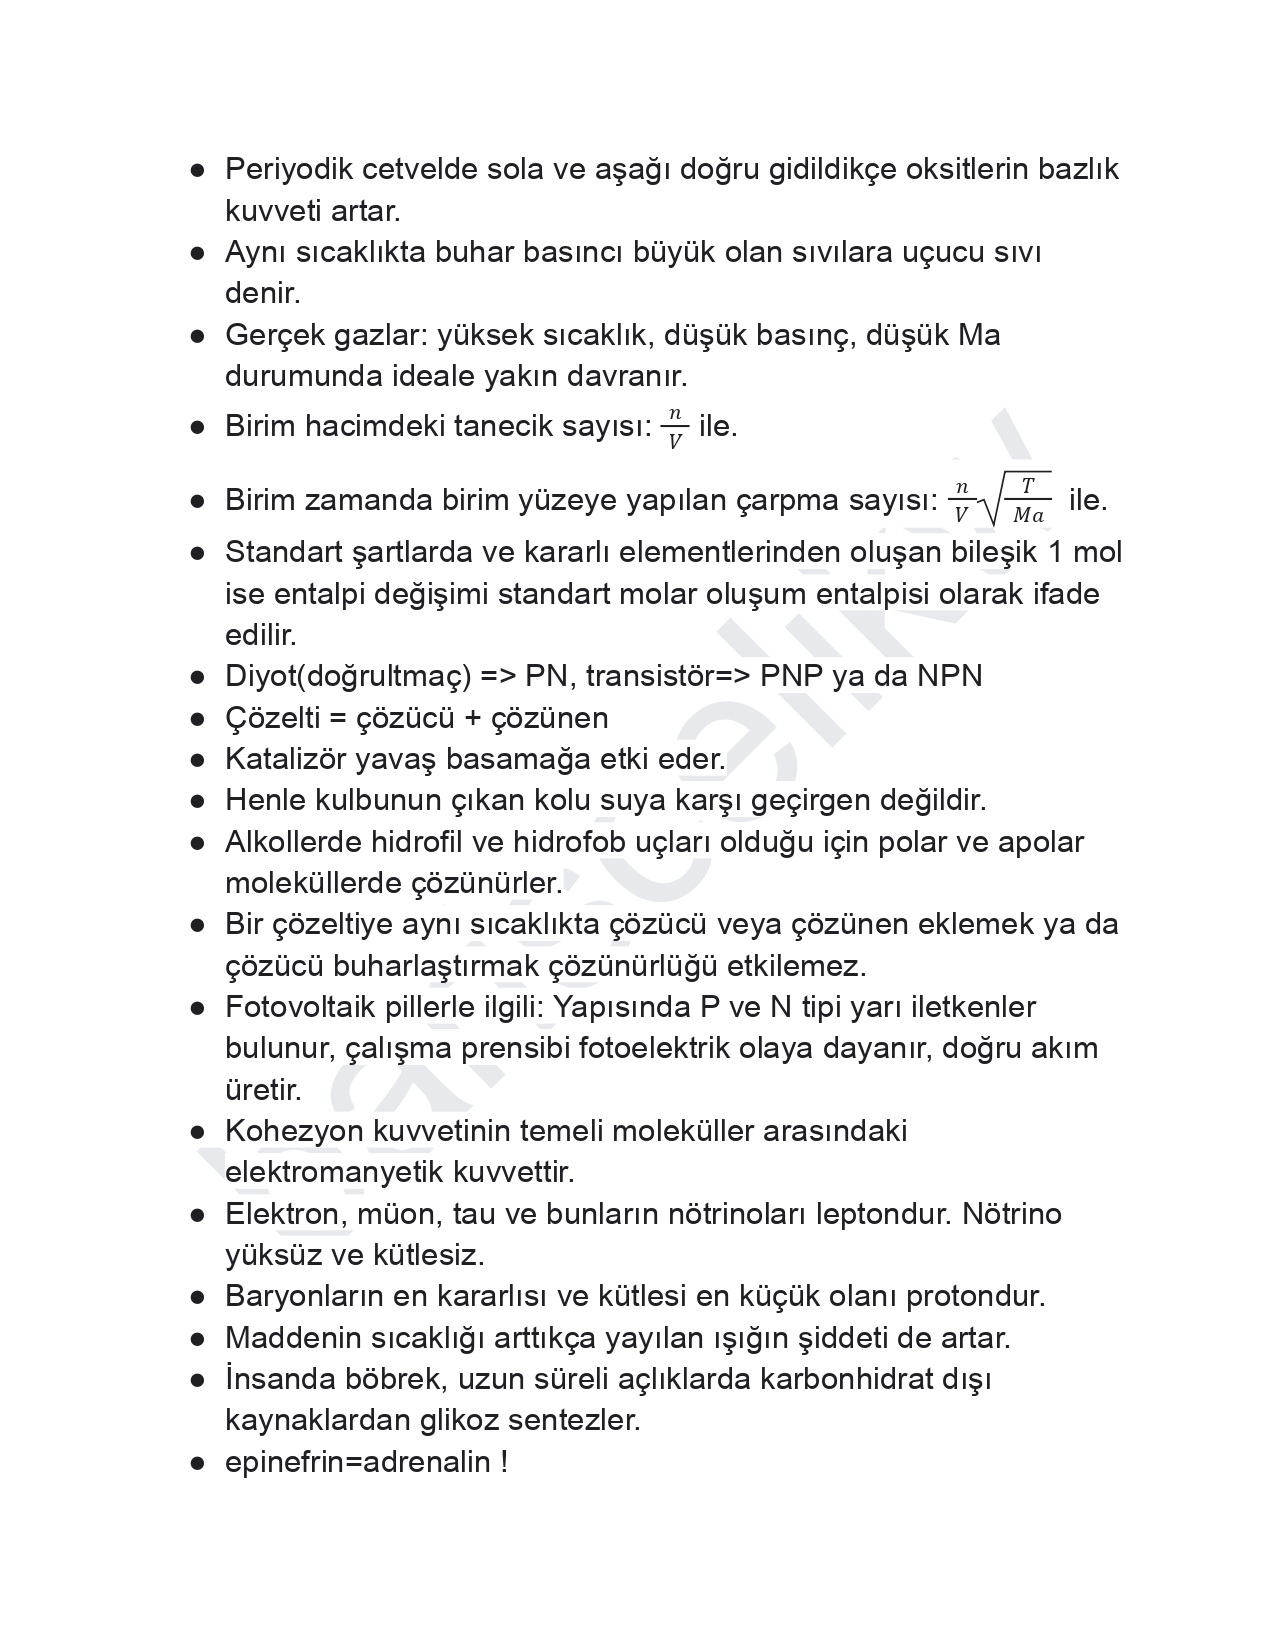 ● Periyodik cetvelde sola ve aşağı doğru gidildikçe oksitlerin bazlık
kuvveti artar.
● Aynı sıcaklıkta buhar basıncı büyük olan sıvılara uçucu sıvı
denir.
● Gerçek gazlar: yüksek sıcaklık, düşük basınç, düşük Ma
durumunda ideale yakın davranır.
● Birim hacimdeki tanecik sayısı: n/V ile.
● Birim zamanda birim yüzeye yapılan çarpma sayısı: n/V √(T/Ma) ile.
● Standart şartlarda ve kararlı elementlerinden oluşan bileşik 1 mol
ise entalpi değişimi standart molar oluşum entalpisi olarak ifade
edilir.
● Diyot(doğrultmaç) => PN, transistör=> PNP ya da NPN
● Çözelti = çözücü + çözünen
● Katalizör yavaş basamağa etki eder.
● Henle kulbunun çıkan kolu suya karşı geçirgen değildir.
● Alkollerde hidrofil ve hidrofob uçları olduğu için polar ve apolar
moleküllerde çözünürler.
● Bir çözeltiye aynı sıcaklıkta çözücü veya çözünen eklemek ya da
çözücü buharlaştırmak çözünürlüğü etkilemez.
● Fotovoltaik pillerle ilgili: Yapısında P ve N tipi yarı iletkenler
bulunur, çalışma prensibi fotoelektrik olaya dayanır, doğru akım
üretir.
● Kohezyon kuvvetinin temeli moleküller arasındaki
elektromanyetik kuvvettir.
● Elektron, müon, tau ve bunların nötrinoları leptondur. Nötrino
yüksüz ve kütlesiz.
● Baryonların en kararlısı ve kütlesi en küçük olanı protondur.
● Maddenin sıcaklığı arttıkça yayılan ışığın şiddeti de artar.
● İnsanda böbrek, uzun süreli açlıklarda karbonhidrat dışı
kaynaklardan glikoz sentezler.
● epinefrin=adrenalin !